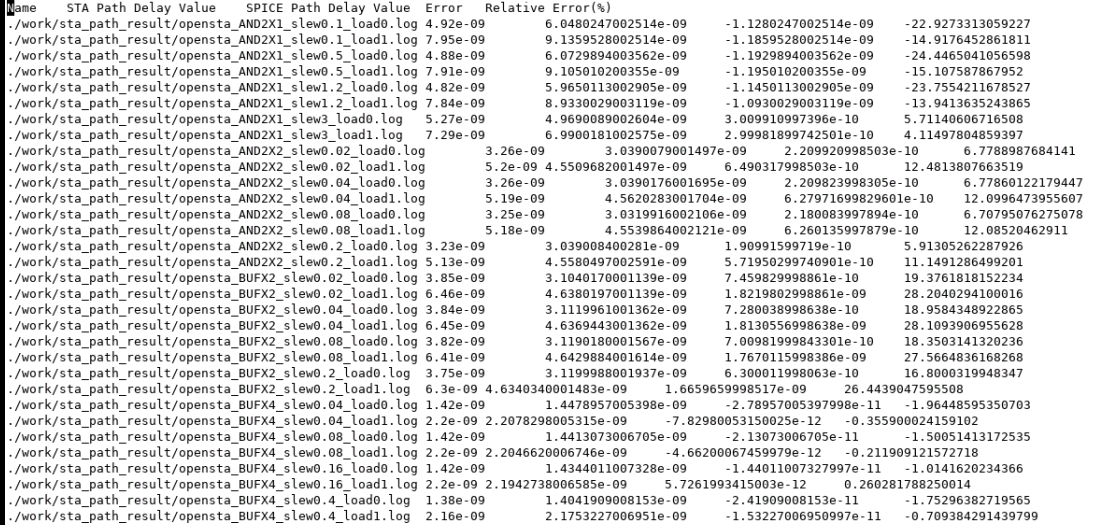 Name    STA Path Delay Value    SPICE Path Delay Value  Error   Relative Error(%)
./work/sta_path_result/opensta_AND2X1_slew0.1_load0.log 4.92e-09        6.0480247002514e-09     -1.1280247002514e-09    -22.9273313059227
./work/sta_path_result/opensta_AND2X1_slew0.1_load1.log 7.95e-09        9.1359528002514e-09     -1.1859528002514e-09    -14.9176452861811
./work/sta_path_result/opensta_AND2X1_slew0.5_load0.log 4.88e-09        6.0729894003562e-09     -1.1929894003562e-09    -24.4465041056598
./work/sta_path_result/opensta_AND2X1_slew0.5_load1.log 7.91e-09        9.105010200355e-09      -1.195010200355e-09     -15.107587867952
./work/sta_path_result/opensta_AND2X1_slew1.2_load0.log 4.82e-09        5.9650113002905e-09     -1.1450113002905e-09    -23.7554211678527
./work/sta_path_result/opensta_AND2X1_slew1.2_load1.log 7.84e-09        8.9330029003119e-09     -1.0930029003119e-09    -13.9413635243865
./work/sta_path_result/opensta_AND2X1_slew3_load0.log   5.27e-09        4.9690089002604e-09     3.009910997396e-10      5.71140606716508
./work/sta_path_result/opensta_AND2X1_slew3_load1.log   7.29e-09        6.9900181002575e-09     2.99981899742501e-10    4.11497804859397
./work/sta_path_result/opensta_AND2X2_slew0.02_load0.log        3.26e-09        3.0390079001497e-09     2.209920998503e-10      6.7788987684141
./work/sta_path_result/opensta_AND2X2_slew0.02_load1.log        5.2e-09 4.5509682001497e-09     6.490317998503e-10      12.4813807663519
./work/sta_path_result/opensta_AND2X2_slew0.04_load0.log        3.26e-09        3.0390176001695e-09     2.209823998305e-10      6.77860122179447
./work/sta_path_result/opensta_AND2X2_slew0.04_load1.log        5.19e-09        4.5620283001704e-09     6.27971699829601e-10    12.0996473955607
./work/sta_path_result/opensta_AND2X2_slew0.08_load0.log        3.25e-09        3.0319916002106e-09     2.180083997894e-10      6.70795076275078
./work/sta_path_result/opensta_AND2X2_slew0.08_load1.log        5.18e-09        4.5539864002121e-09     6.260135997879e-10      12.08520462911
./work/sta_path_result/opensta_AND2X2_slew0.2_load0.log 3.23e-09        3.039008400281e-09      1.90991599719e-10       5.91305262287926
./work/sta_path_result/opensta_AND2X2_slew0.2_load1.log 5.13e-09        4.5580497002591e-09     5.71950299740901e-10    11.1491286499201
./work/sta_path_result/opensta_BUFX2_slew0.02_load0.log 3.85e-09        3.1040170001139e-09     7.459829998861e-10      19.3761818152234
./work/sta_path_result/opensta_BUFX2_slew0.02_load1.log 6.46e-09        4.6380197001139e-09     1.8219802998861e-09     28.2040294100016
./work/sta_path_result/opensta_BUFX2_slew0.04_load0.log 3.84e-09        3.1119961001362e-09     7.280038998638e-10      18.9584348922865
./work/sta_path_result/opensta_BUFX2_slew0.04_load1.log 6.45e-09        4.6369443001362e-09     1.8130556998638e-09     28.1093906955628
./work/sta_path_result/opensta_BUFX2_slew0.08_load0.log 3.82e-09        3.1190180001567e-09     7.00981999843301e-10    18.3503141320236
./work/sta_path_result/opensta_BUFX2_slew0.08_load1.log 6.41e-09        4.6429884001614e-09     1.7670115998386e-09     27.5664836168268
./work/sta_path_result/opensta_BUFX2_slew0.2_load0.log  3.75e-09        3.1199988001937e-09     6.300011998063e-10      16.8000319948347
./work/sta_path_result/opensta_BUFX2_slew0.2_load1.log  6.3e-09 4.6340340001483e-09     1.6659659998517e-09     26.4439047595508
./work/sta_path_result/opensta_BUFX4_slew0.04_load0.log 1.42e-09        1.4478957005398e-09     -2.78957005397998e-11   -1.96448595350703
./work/sta_path_result/opensta_BUFX4_slew0.04_load1.log 2.2e-09 2.2078298005315e-09     -7.82980053150025e-12   -0.355900024159102
./work/sta_path_result/opensta_BUFX4_slew0.08_load0.log 1.42e-09        1.4413073006705e-09     -2.13073006705e-11      -1.50051413172535
./work/sta_path_result/opensta_BUFX4_slew0.08_load1.log 2.2e-09 2.2046620006746e-09     -4.66200067459979e-12   -0.211909121572718
./work/sta_path_result/opensta_BUFX4_slew0.16_load0.log 1.42e-09        1.4344011007328e-09     -1.44011007327997e-11   -1.0141620234366
./work/sta_path_result/opensta_BUFX4_slew0.16_load1.log 2.2e-09 2.1942738006585e-09     5.7261993415003e-12     0.260281788250014
./work/sta_path_result/opensta_BUFX4_slew0.4_load0.log  1.38e-09        1.4041909008153e-09     -2.41909008153e-11      -1.75296382719565
./work/sta_path_result/opensta_BUFX4_slew0.4_load1.log  2.16e-09        2.1753227006951e-09     -1.53227006950997e-11   -0.709384291439799